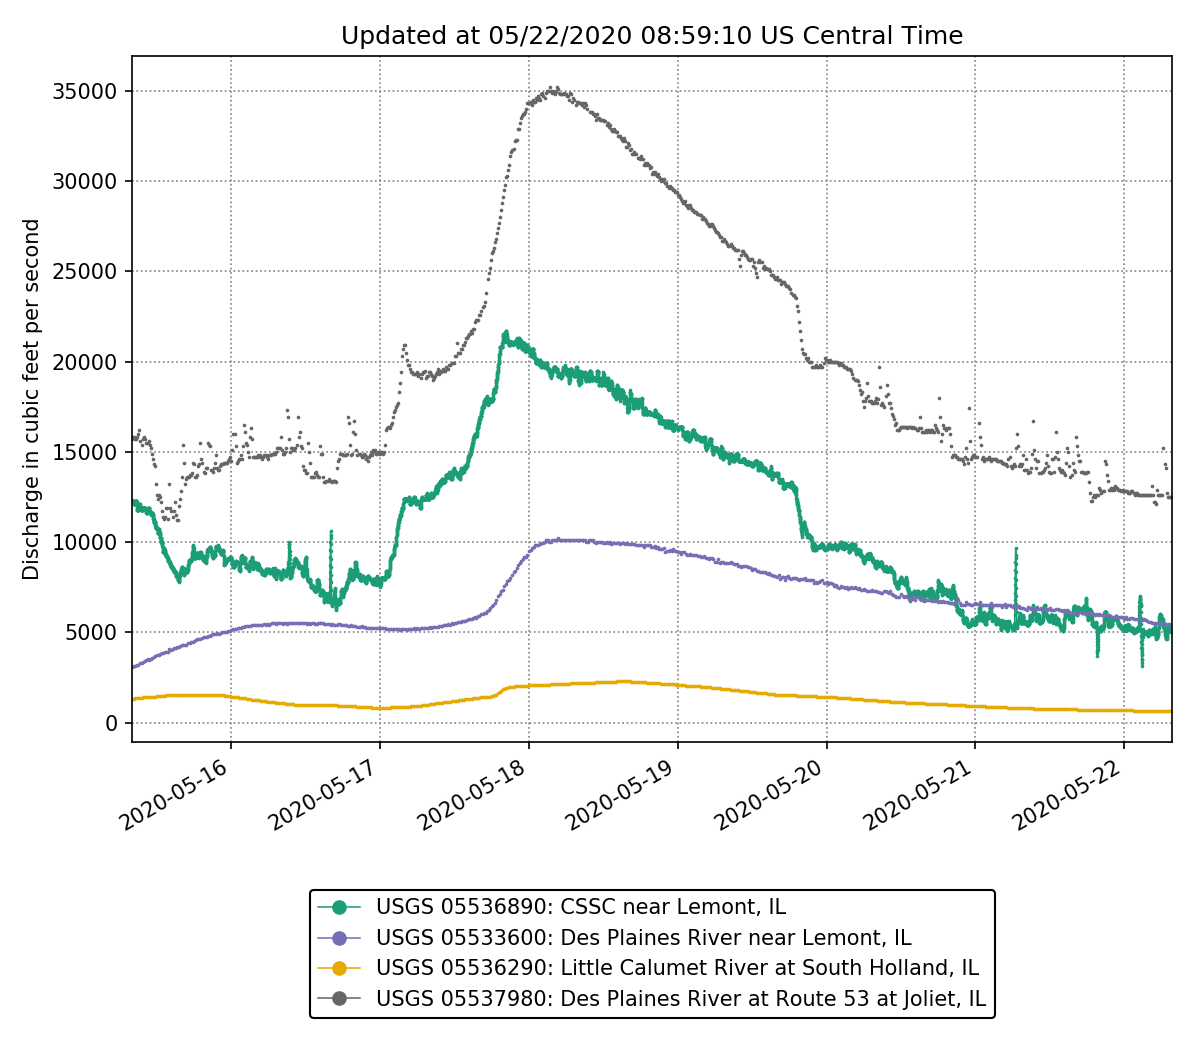 Updated at 05/22/2020 08:59:10 US Central Time
Discharge in cubic feet per second
35000
30000
25000
20000
15000
10000
5000
0
2020-05-16
2020-05-17
2020-05-18
2020-05-19
2020-05-20
2020-05-21
2020-05-22
USGS 05536890: CSSC near Lemont, IL
USGS 05533600: Des Plaines River near Lemont, IL
USGS 05536290: Little Calumet River at South Holland, IL
USGS 05537980: Des Plaines River at Route 53 at Joliet, IL